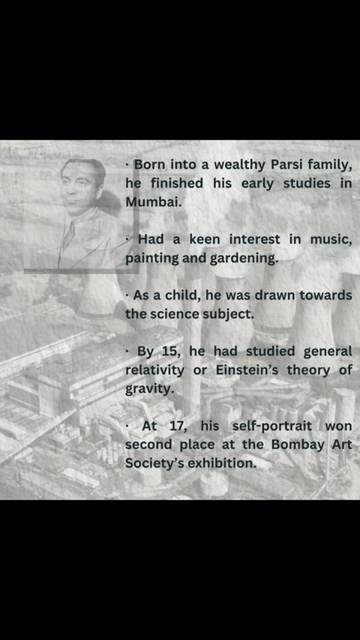 · Born into a wealthy Parsi family,
he finished his early studies in
Mumbai.
· Had a keen interest in music,
painting and gardening.
· As a child, he was drawn towards
the science subject.
· By 15, he had studied general
relativity or Einstein's theory of
gravity.
· At 17, his self-portrait won
second place at the Bombay Art
Society's exhibition.